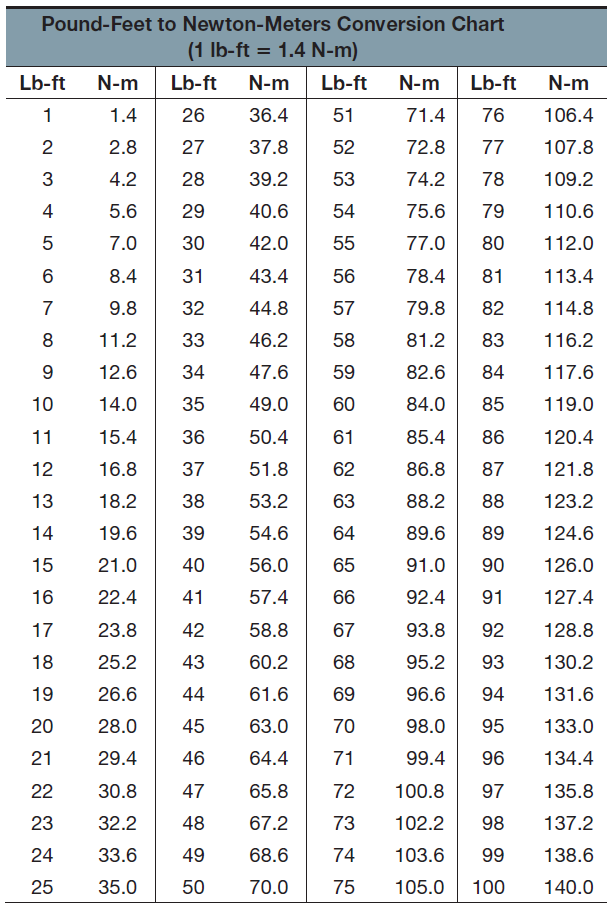 Pound-Feet to Newton-Meters Conversion Chart
(1 lb-ft = 1.4 N-m)
Lb-ft N-m Lb-ft N-m Lb-ft N-m Lb-ft N-m
1 1.4 26 36.4 51 71.4 76 106.4
2 2.8 27 37.8 52 72.8 77 107.8
3 4.2 28 39.2 53 74.2 78 109.2
4 5.6 29 40.6 54 75.6 79 110.6
5 7.0 30 42.0 55 77.0 80 112.0
6 8.4 31 43.4 56 78.4 81 113.4
7 9.8 32 44.8 57 79.8 82 114.8
8 11.2 33 46.2 58 81.2 83 116.2
9 12.6 34 47.6 59 82.6 84 117.6
10 14.0 35 49.0 60 84.0 85 119.0
11 15.4 36 50.4 61 85.4 86 120.4
12 16.8 37 51.8 62 86.8 87 121.8
13 18.2 38 53.2 63 88.2 88 123.2
14 19.6 39 54.6 64 89.6 89 124.6
15 21.0 40 56.0 65 91.0 90 126.0
16 22.4 41 57.4 66 92.4 91 127.4
17 23.8 42 58.8 67 93.8 92 128.8
18 25.2 43 60.2 68 95.2 93 130.2
19 26.6 44 61.6 69 96.6 94 131.6
20 28.0 45 63.0 70 98.0 95 133.0
21 29.4 46 64.4 71 99.4 96 134.4
22 30.8 47 65.8 72 100.8 97 135.8
23 32.2 48 67.2 73 102.2 98 137.2
24 33.6 49 68.6 74 103.6 99 138.6
25 35.0 50 70.0 75 105.0 100 140.0